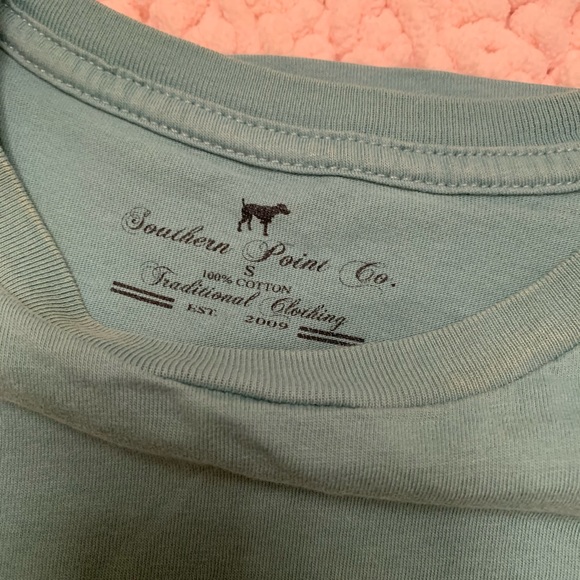 Southern Point Co.
S
100% COTTON
Traditional Clothing
EST. 2009